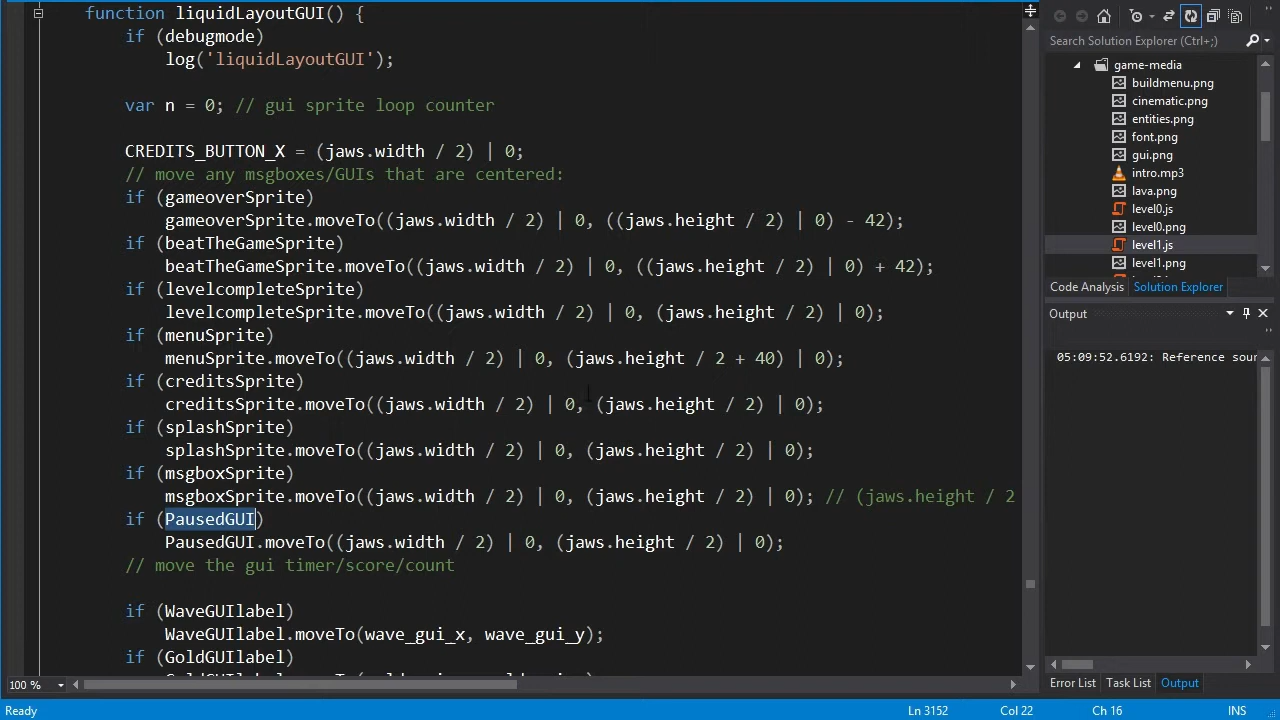 function liquidLayoutGUI() {
if (debugmode)
log('liquidLayoutGUI');
var n = 0; // gui sprite loop counter
CREDITS_BUTTON_X = (jaws.width / 2) | 0;
// move any msgboxes/GUIs that are centered:
if (gameoverSprite)
gameoverSprite.moveTo((jaws.width / 2) | 0, ((jaws.height / 2) | 0) - 42);
if (beatTheGameSprite)
beatTheGameSprite.moveTo((jaws.width / 2) | 0, ((jaws.height / 2) | 0) + 42);
if (levelcompleteSprite)
levelcompleteSprite.moveTo((jaws.width / 2) | 0, (jaws.height / 2) | 0);
if (menuSprite)
menuSprite.moveTo((jaws.width / 2) | 0, (jaws.height / 2 + 40) | 0);
if (creditsSprite)
creditsSprite.moveTo((jaws.width / 2) | 0, (jaws.height / 2) | 0);
if (splashSprite)
splashSprite.moveTo((jaws.width / 2) | 0, (jaws.height / 2) | 0);
if (msgboxSprite)
msgboxSprite.moveTo((jaws.width / 2) | 0, (jaws.height / 2) | 0); // (jaws.height / 2
if (PausedGUI)
PausedGUI.moveTo((jaws.width / 2) | 0, (jaws.height / 2) | 0);
// move the gui timer/score/count
if (WaveGUIlabel)
WaveGUIlabel.moveTo(wave_gui_x, wave_gui_y);
if (GoldGUIlabel)
100 %
Search Solution Explorer (Ctrl+;)
game-media
buildmenu.png
cinematic.png
entities.png
font.png
gui.png
intro.mp3
lava.png
level0.js
level0.png
level1.js
level1.png
Code Analysis Solution Explorer
Output
05:09:52.6192: Reference sour
Error List Task List Output
Ready Ln 3152 Col 22 Ch 16 INS